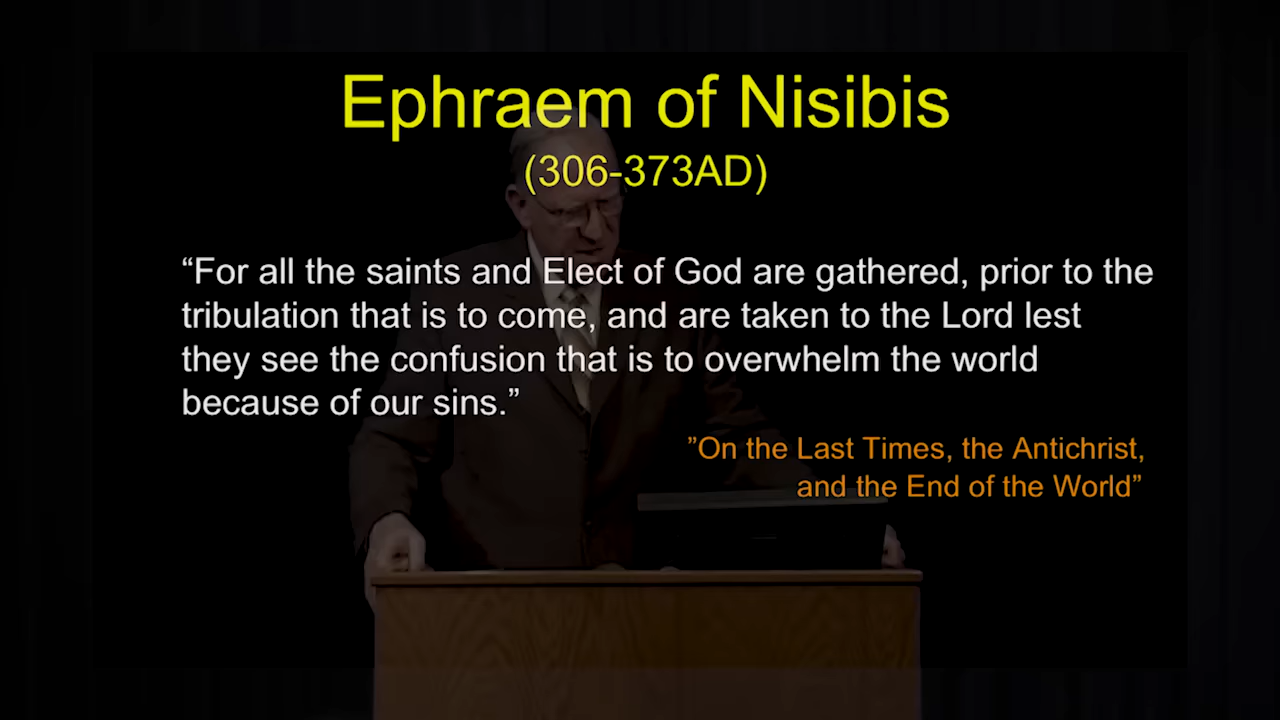 Ephraem of Nisibis
(306-373AD)
“For all the saints and Elect of God are gathered, prior to the
tribulation that is to come, and are taken to the Lord lest
they see the confusion that is to overwhelm the world
because of our sins.”
”On the Last Times, the Antichrist,
and the End of the World”